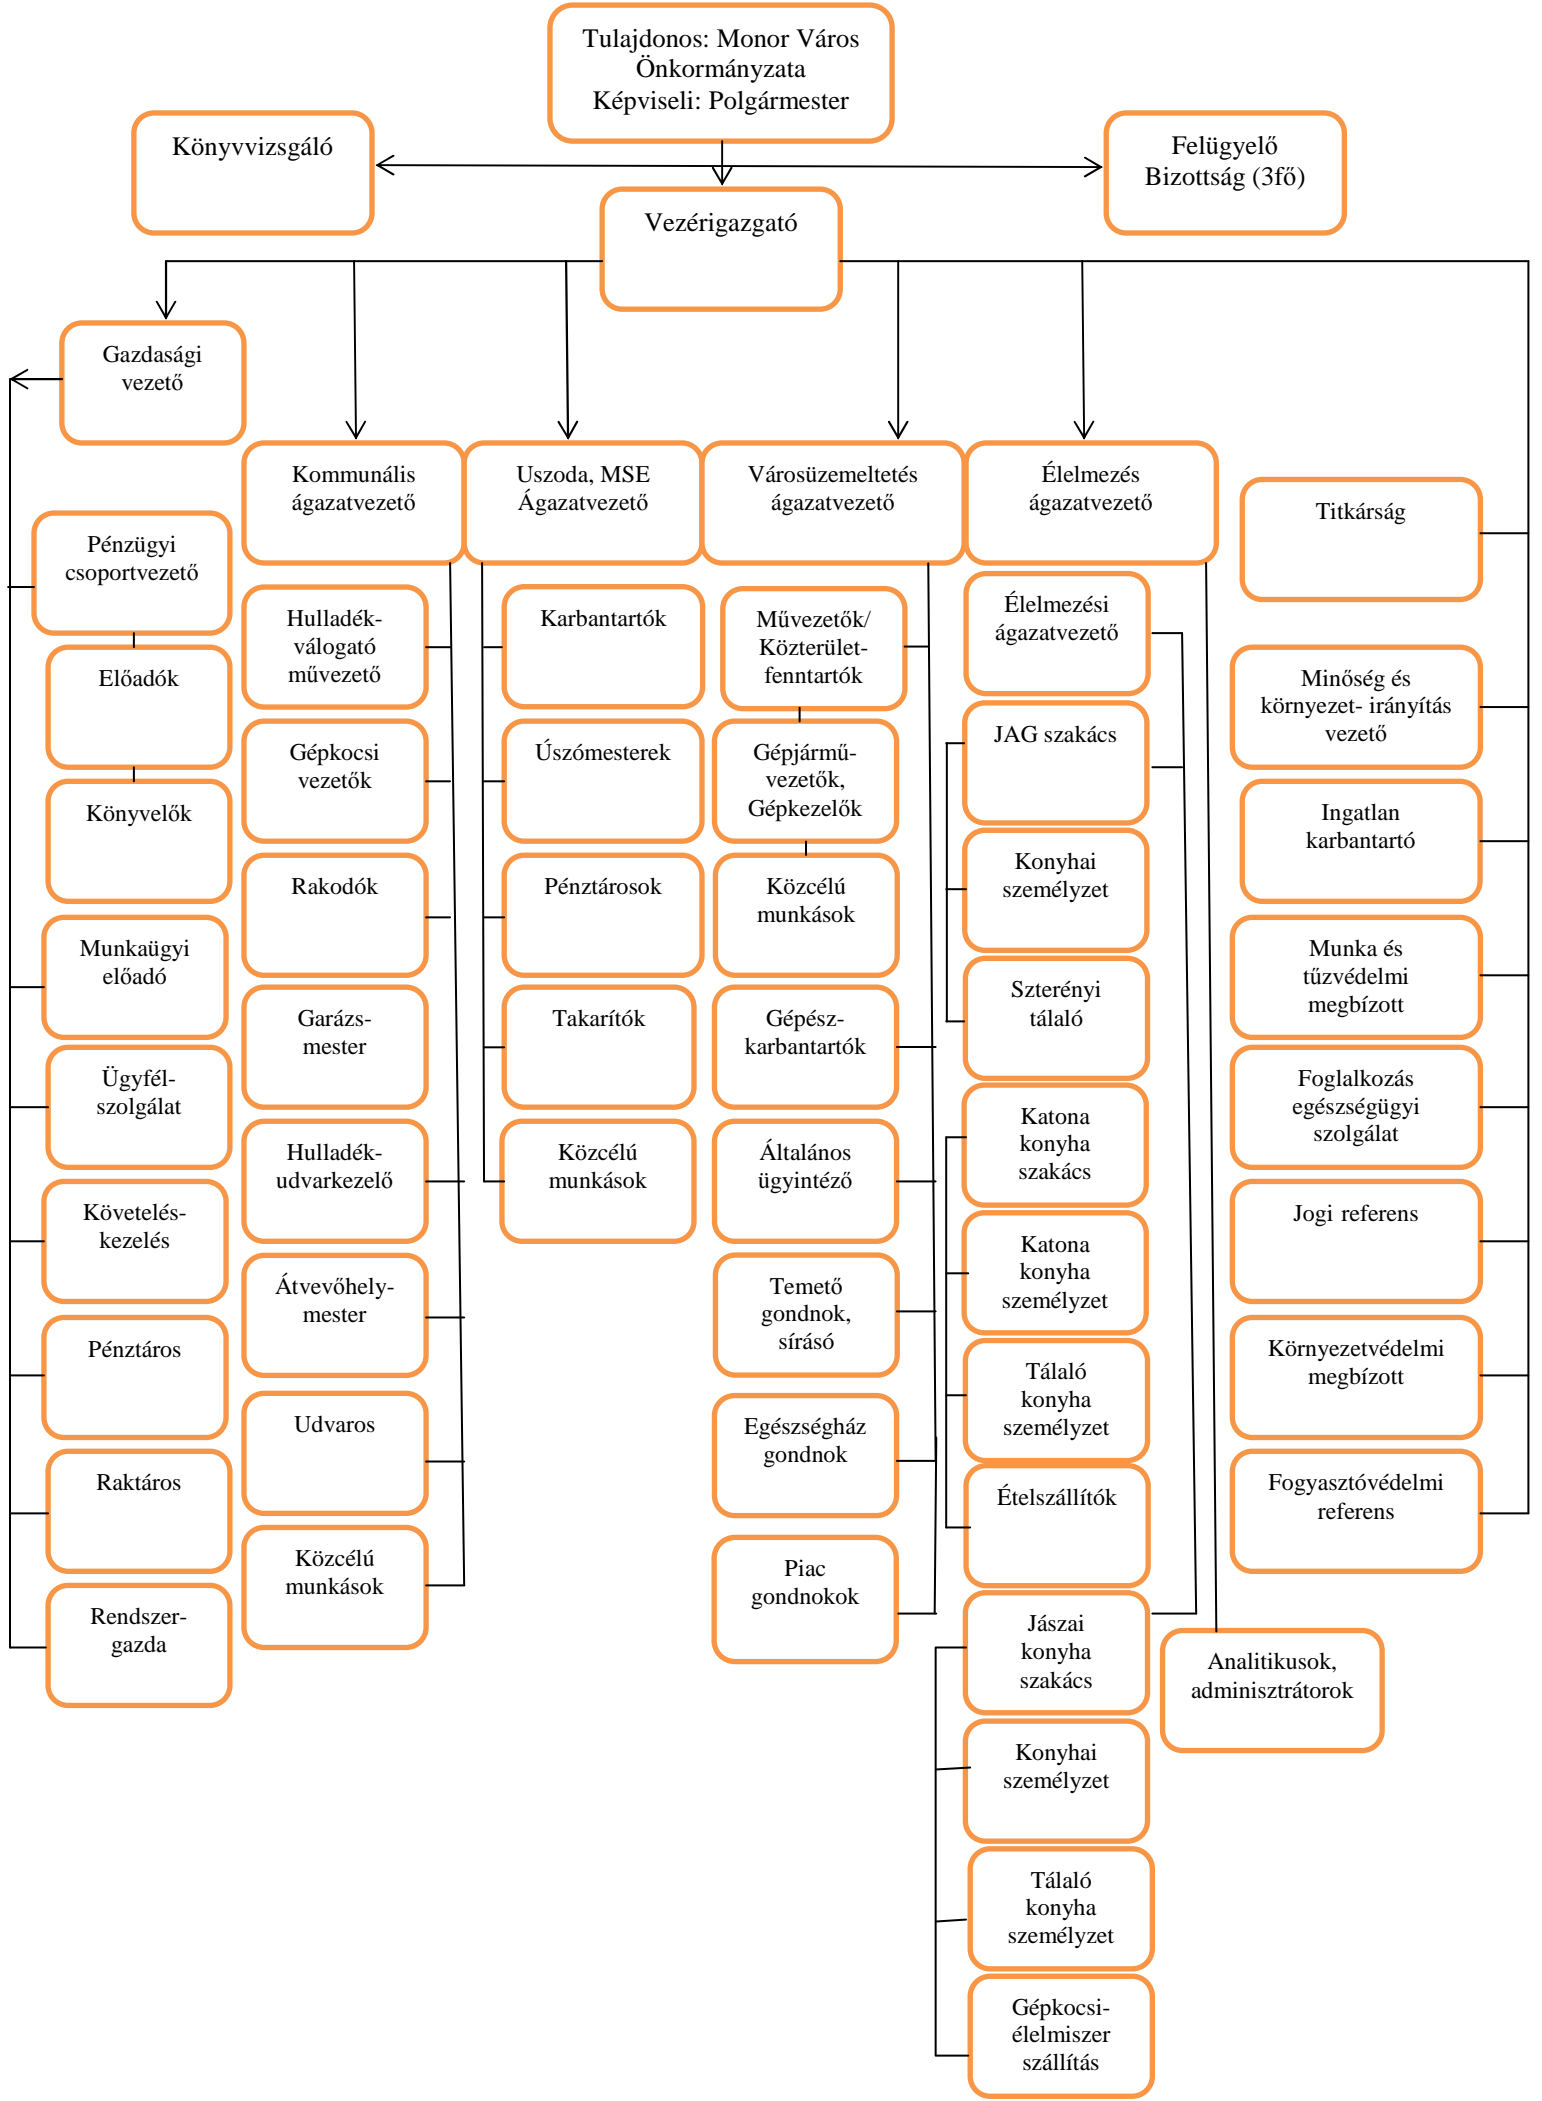 Tulajdonos: Monor Város
Önkormányzata
Képviseli: Polgármester
Könyvvizsgáló
Felügyelő
Bizottság (3fő)
Vezérigazgató
Gazdasági
vezető
Pénzügyi
csoportvezető
Előadók
Könyvelők
Munkaügyi
előadó
Ügyfél-
szolgálat
Követelés-
kezelés
Pénztáros
Raktáros
Rendszer-
gazda
Kommunális
ágazatvezető
Hulladék-
válogató
művezető
Gépkocsi
vezetők
Rakodók
Garázs-
mester
Hulladék-
udvarkezelő
Átvevőhely-
mester
Udvaros
Közcélú
munkások
Uszoda, MSE
Ágazatvezető
Karbantartók
Úszómesterek
Pénztárosok
Takarítók
Közcélú
munkások
Városüzemeltetés
ágazatvezető
Művezetők/
Közterület-
fenntartók
Gépjármű-
vezetők,
Gépkezelők
Közcélú
munkások
Gépész-
karbantartók
Általános
ügyintéző
Temető
gondnok,
sírásó
Egészségház
gondnok
Piac
gondnokok
Élelmezés
ágazatvezető
Élelmezési
ágazatvezető
JAG szakács
Konyhai
személyzet
Szterényi
tálaló
Katona
konyha
szakács
Katona
konyha
személyzet
Tálaló
konyha
személyzet
Ételszállítók
Jászai
konyha
szakács
Konyhai
személyzet
Tálaló
konyha
személyzet
Gépkocsi-
élelmiszer
szállítás
Analitikusok,
adminisztrátorok
Titkárság
Minőség és
környezet- irányítás
vezető
Ingatlan
karbantartó
Munka és
tűzvédelmi
megbízott
Foglalkozás
egészségügyi
szolgálat
Jogi referens
Környezetvédelmi
megbízott
Fogyasztóvédelmi
referens